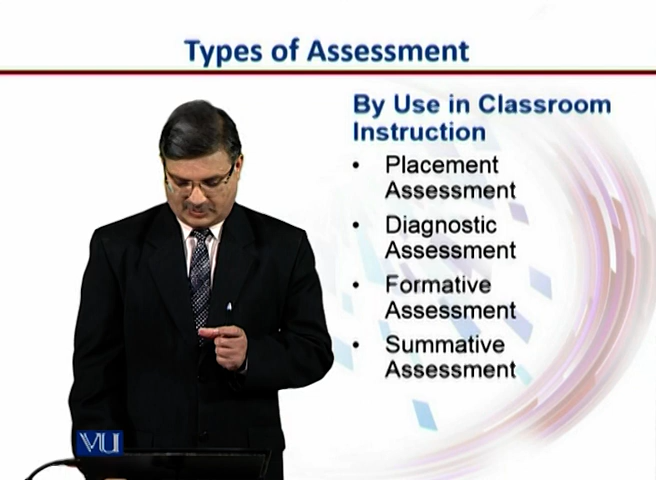 Types of Assessment
By Use in Classroom
Instruction
• Placement
Assessment
• Diagnostic
Assessment
• Formative
Assessment
• Summative
Assessment
VU